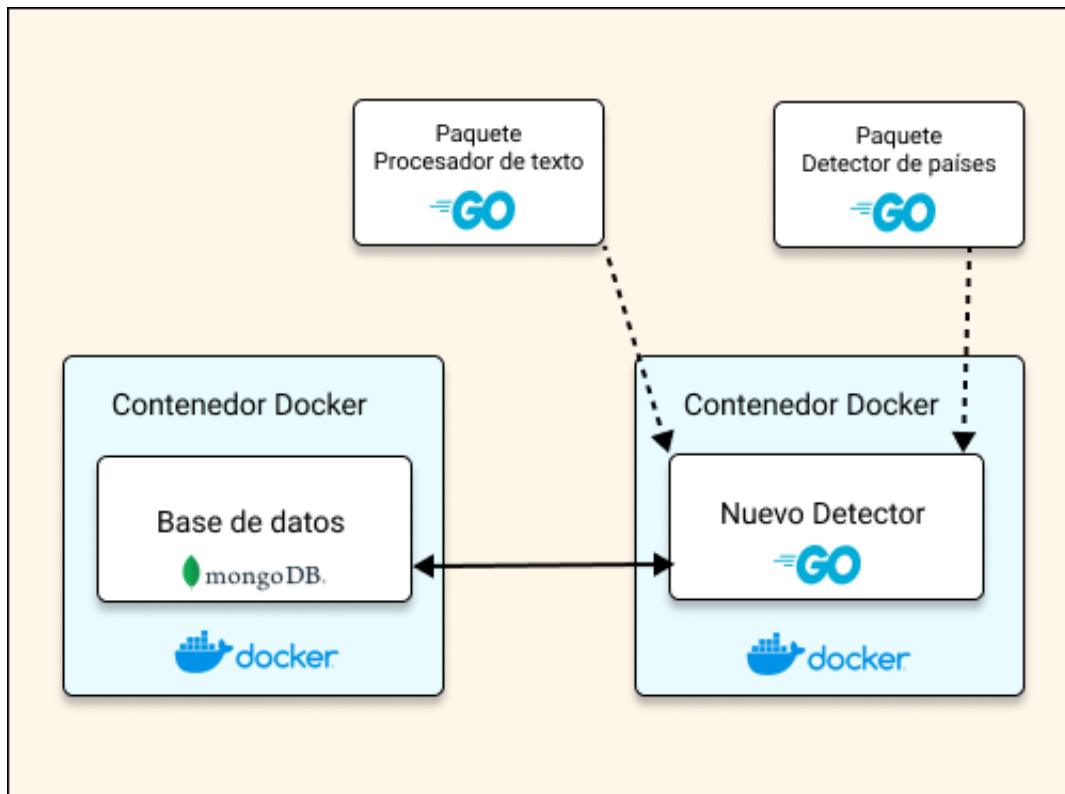 Paquete
Procesador de texto
GO
Paquete
Detector de países
GO
Contenedor Docker
Base de datos
mongoDB.
docker
Contenedor Docker
Nuevo Detector
GO
docker